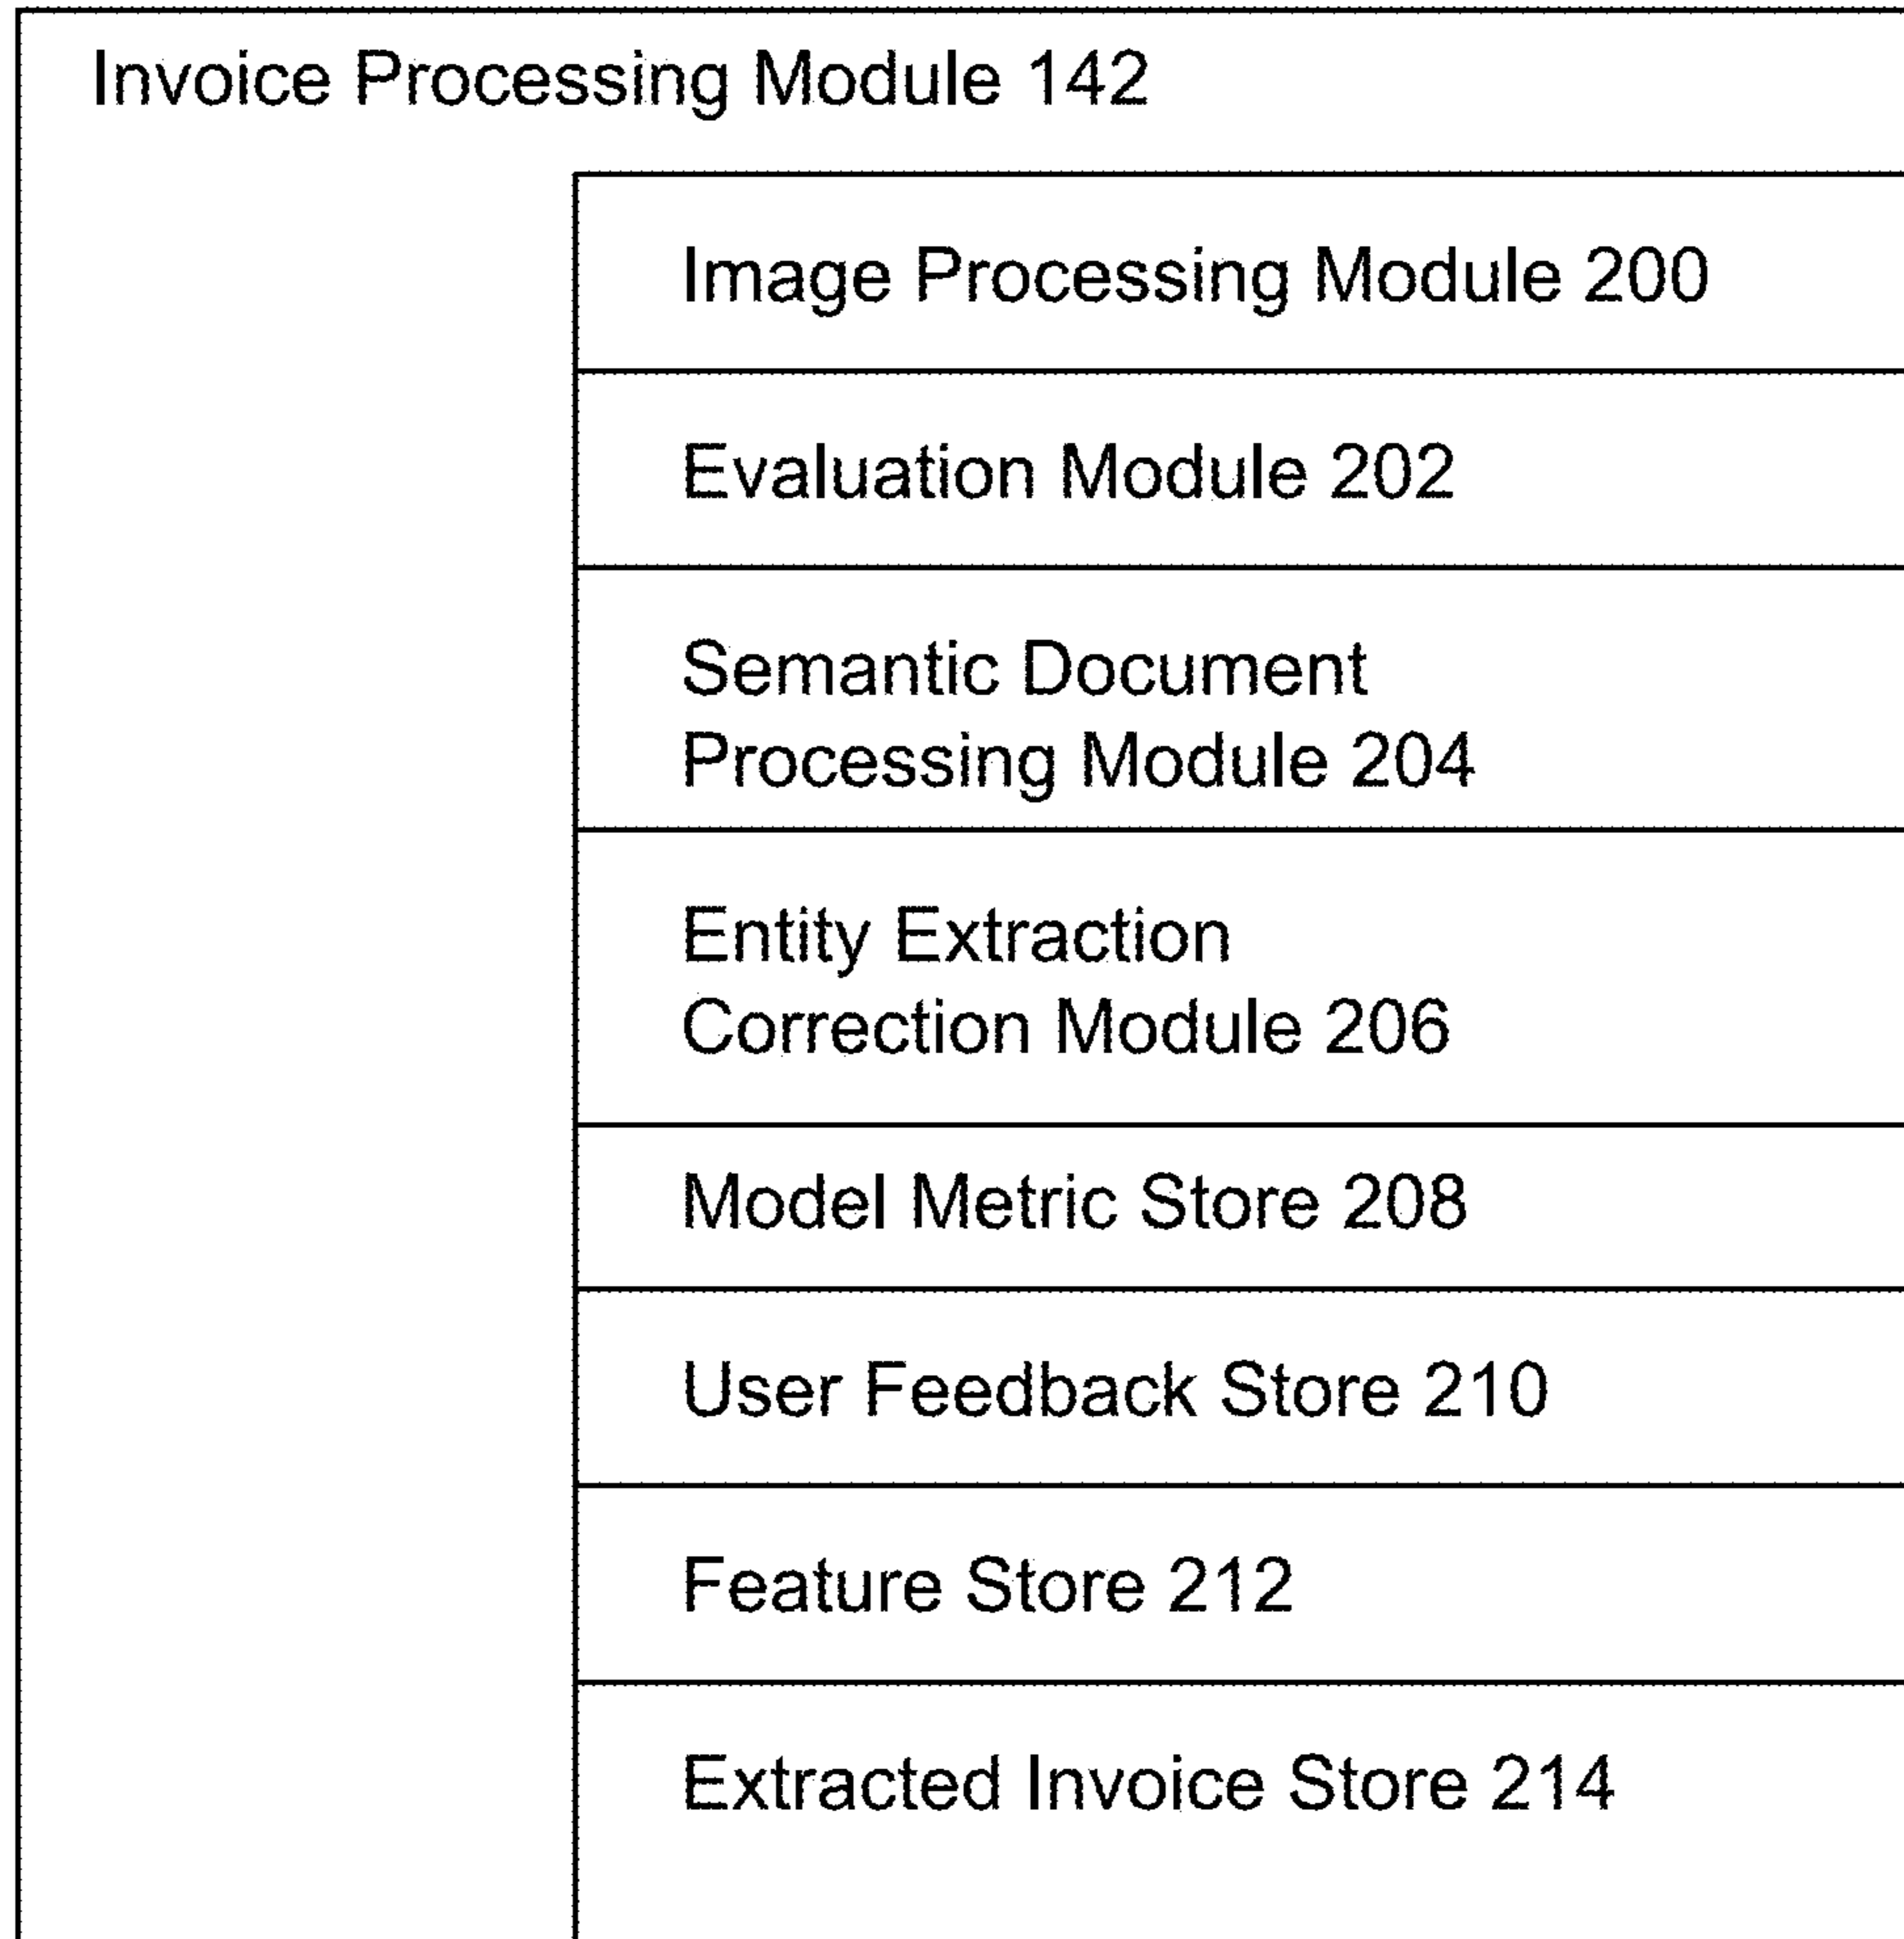 Invoice Processing Module 142
Image Processing Module 200
Evaluation Module 202
Semantic Document
Processing Module 204
Entity Extraction
Correction Module 206
Model Metric Store 208
User Feedback Store 210
Feature Store 212
Extracted Invoice Store 214